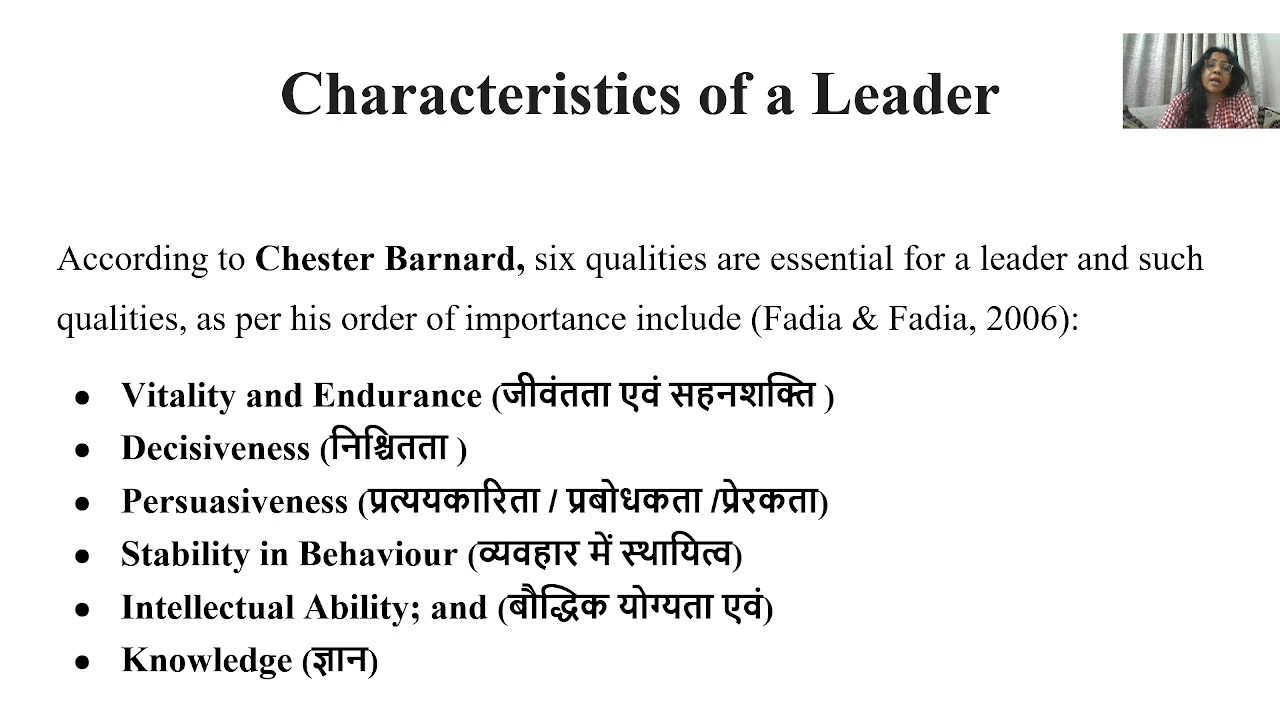 Characteristics of a Leader
According to Chester Barnard, six qualities are essential for a leader and such
qualities, as per his order of importance include (Fadia & Fadia, 2006):
● Vitality and Endurance (जीवंतता एवं सहनशक्ति )
● Decisiveness (निश्चितता )
● Persuasiveness (प्रत्ययकारिता / प्रबोधकता /प्रेरकता)
● Stability in Behaviour (व्यवहार में स्थायित्व)
● Intellectual Ability; and (बौद्धिक योग्यता एवं)
● Knowledge (ज्ञान)